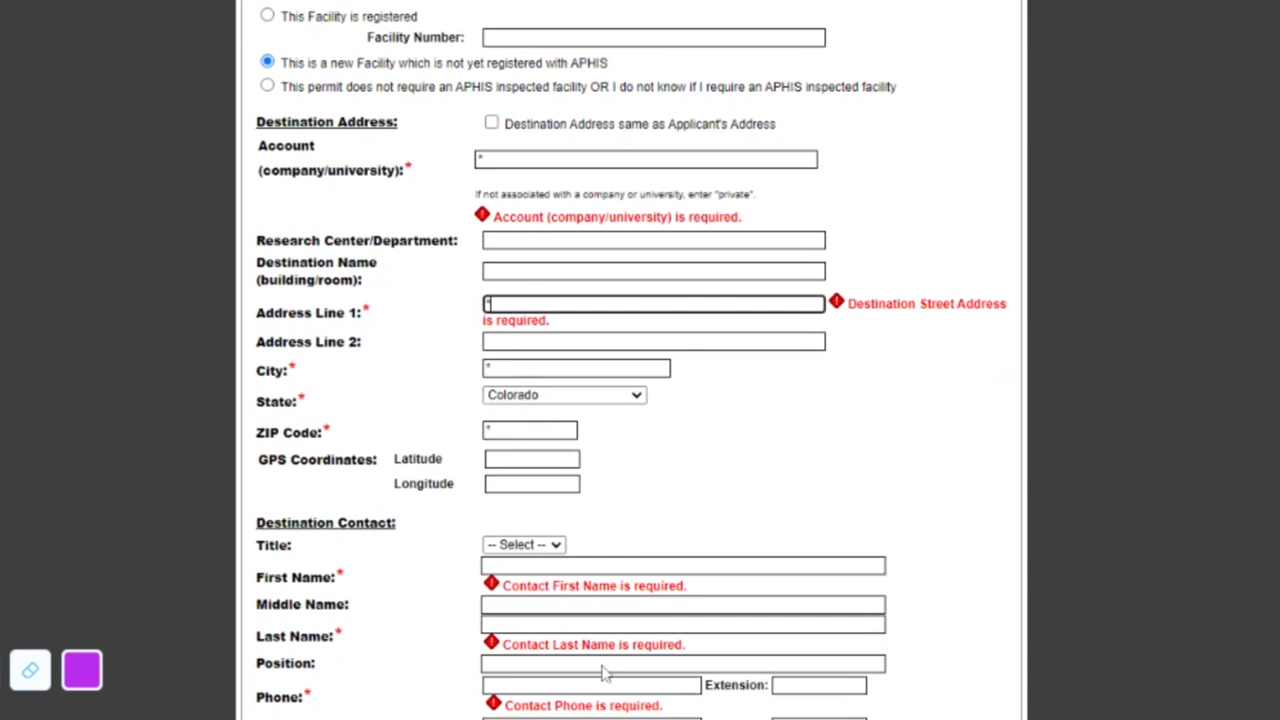 This Facility is registered
Facility Number:
This is a new Facility which is not yet registered with APHIS
This permit does not require an APHIS inspected facility OR I do not know if I require an APHIS inspected facility
Destination Address: Destination Address same as Applicant's Address
Account
(company/university):* *
If not associated with a company or university, enter "private".
Account (company/university) is required.
Research Center/Department:
Destination Name
(building/room):
Address Line 1:* * Destination Street Address
is required.
Address Line 2:
City:* *
State:* Colorado
ZIP Code:* *
GPS Coordinates: Latitude
Longitude
Destination Contact:
Title: -- Select --
First Name:*
Contact First Name is required.
Middle Name:
Last Name:*
Contact Last Name is required.
Position:
Phone:* Extension:
Contact Phone is required.